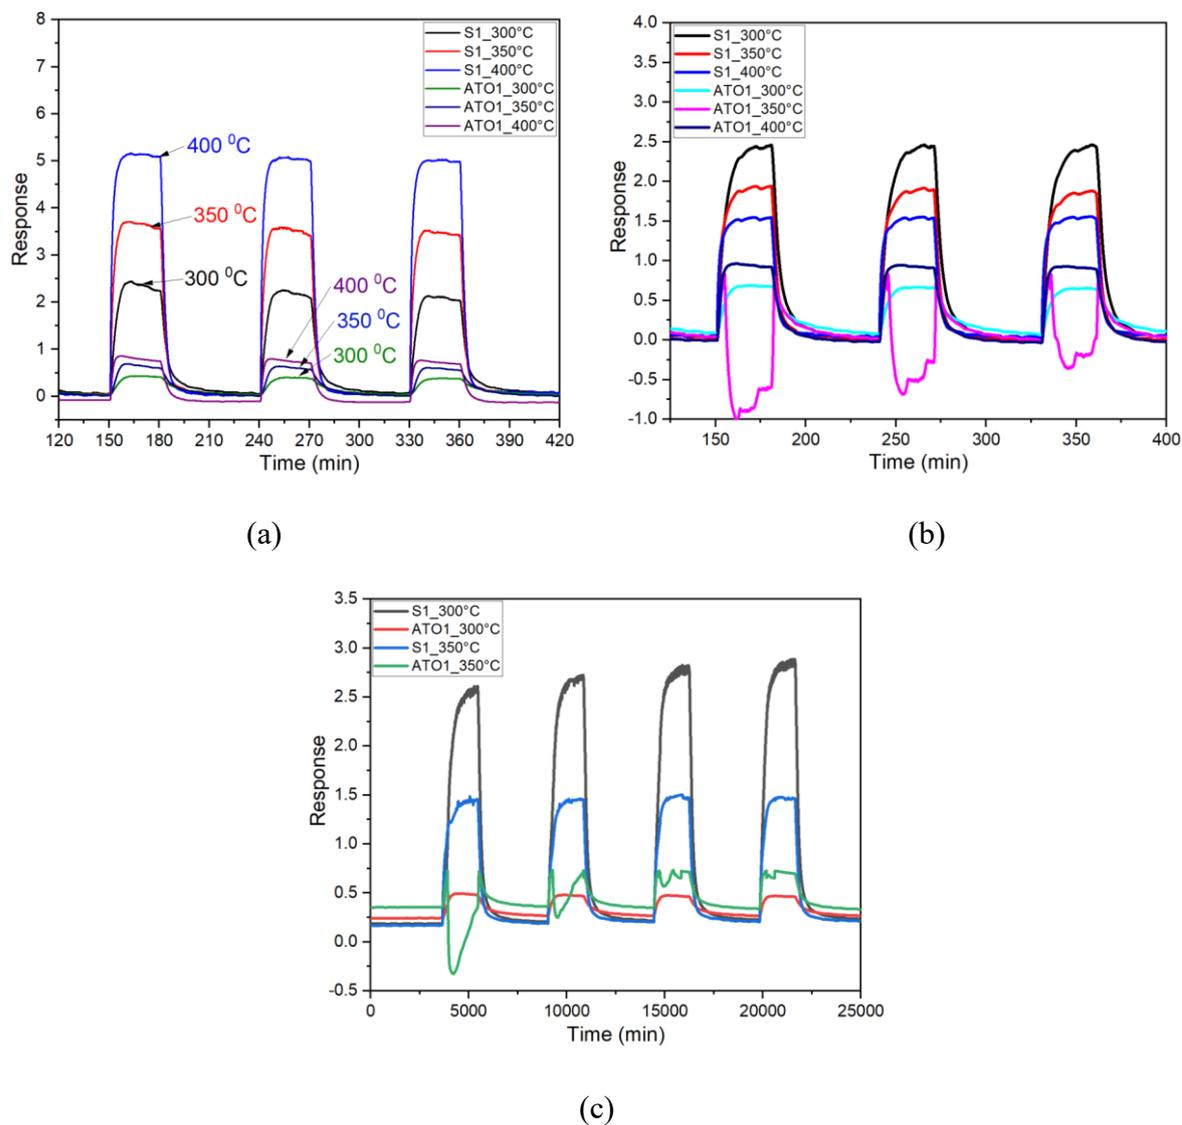 8
7
6
5
4
3
2
1
0
Response
S1_300°C
S1_350°C
S1_400°C
ATO1_300°C
ATO1_350°C
ATO1_400°C
400 ⁰C
350 ⁰C
300 ⁰C
400 ⁰C
350 ⁰C
300 ⁰C
120 150 180 210 240 270 300 330 360 390 420
Time (min)
(a)
4.0
3.5
3.0
2.5
2.0
1.5
1.0
0.5
0.0
-0.5
-1.0
Response
S1_300°C
S1_350°C
S1_400°C
ATO1_300°C
ATO1_350°C
ATO1_400°C
150 200 250 300 350 400
Time (min)
(b)
3.5
3.0
2.5
2.0
1.5
1.0
0.5
0.0
-0.5
Response
S1_300°C
ATO1_300°C
S1_350°C
ATO1_350°C
0 5000 10000 15000 20000 25000
Time (min)
(c)